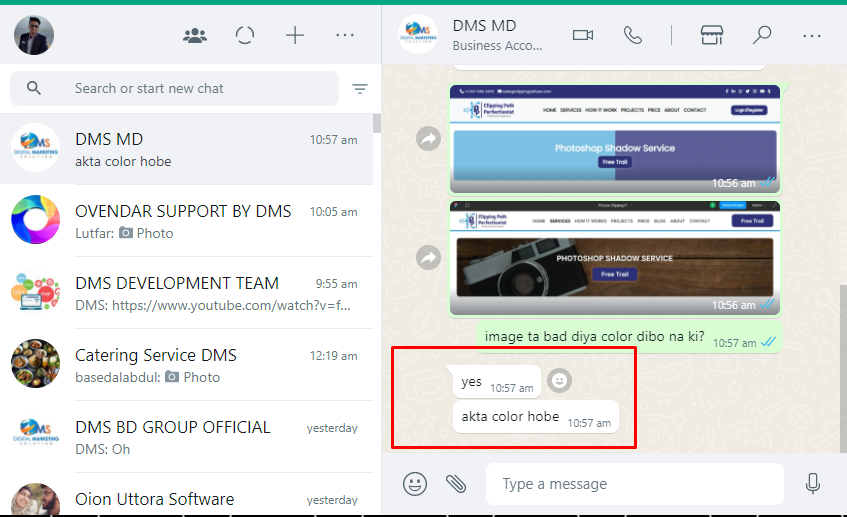 DMS MD
Business Acco...
Search or start new chat
DMS MD
10:57 am
akta color hobe
OVENDAR SUPPORT BY DMS
10:05 am
Lutfar: Photo
DMS DEVELOPMENT TEAM
9:55 am
DMS: https://www.youtube.com/watch?v=f...
Catering Service DMS
12:19 am
basedalabdul: Photo
DMS BD GROUP OFFICIAL
yesterday
DMS: Oh
Oion Uttora Software
yesterday
DMS
DIGITAL MARKETING
SOLUTION
Clipping Path
Perfectionist
HOME SERVICES HOW IT WORK PROJECTS PRICE ABOUT CONTACT
Login/Register
Photoshop Shadow Service
Free Trail
10:56 am
Clipping Path
Perfectionist
HOME SERVICES HOW IT WORKS PROJECTS PRICE BLOG ABOUT CONTACT
Free Trail
PHOTOSHOP SHADOW SERVICE
Free Trail
10:56 am
image ta bad diya color dibo na ki?
10:57 am
yes
10:57 am
akta color hobe
10:57 am
Type a message